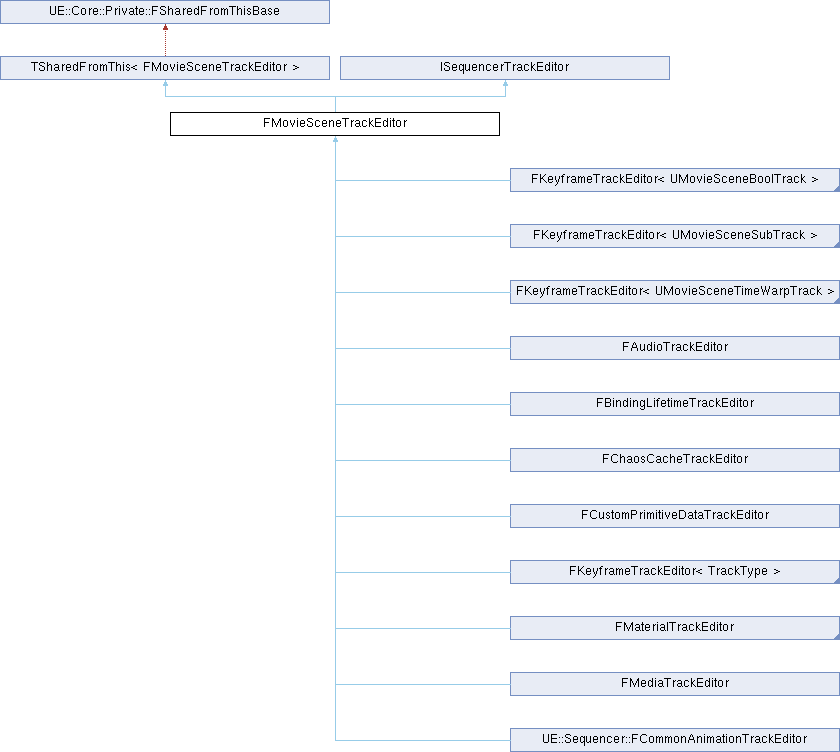 UE::Core::Private::FSharedFromThisBase
TSharedFromThis< FMovieSceneTrackEditor >
ISequencerTrackEditor
FMovieSceneTrackEditor
FKeyframeTrackEditor< UMovieSceneBoolTrack >
FKeyframeTrackEditor< UMovieSceneSubTrack >
FKeyframeTrackEditor< UMovieSceneTimeWarpTrack >
FAudioTrackEditor
FBindingLifetimeTrackEditor
FChaosCacheTrackEditor
FCustomPrimitiveDataTrackEditor
FKeyframeTrackEditor< TrackType >
FMaterialTrackEditor
FMediaTrackEditor
UE::Sequencer::FCommonAnimationTrackEditor